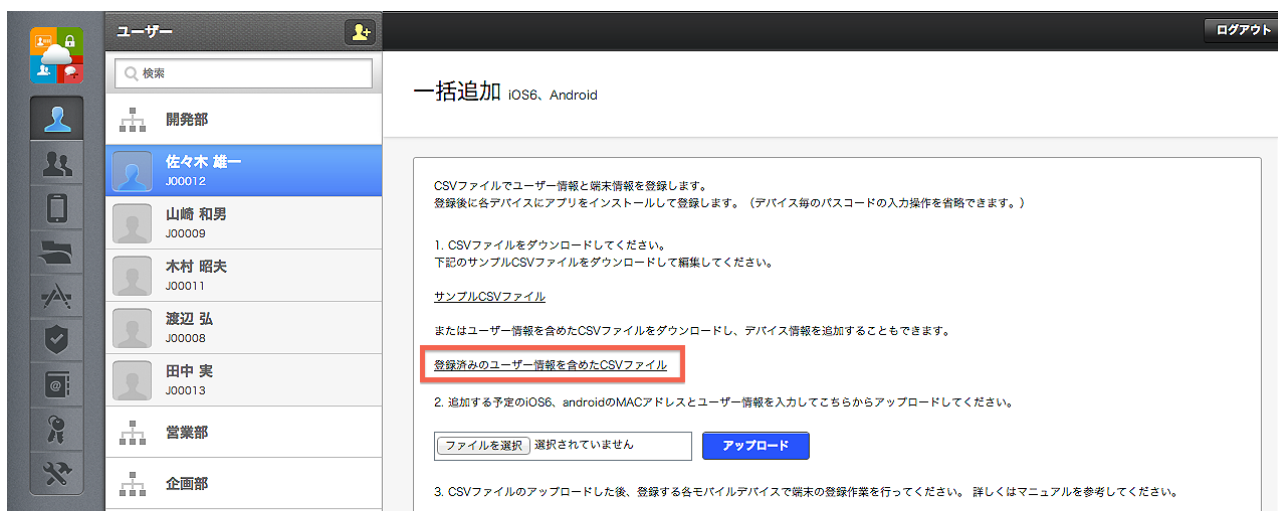 ユーザー
ログアウト
検索
開発部
佐々木 雄一
J00012
山崎 和男
J00009
木村 昭夫
J00011
渡辺 弘
J00008
田中 実
J00013
営業部
企画部
一括追加 iOS6、Android
CSVファイルでユーザー情報と端末情報を登録します。
登録後に各デバイスにアプリをインストールして登録します。（デバイス毎のパスコードの入力操作を省略できます。）
1. CSVファイルをダウンロードしてください。
下記のサンプルCSVファイルをダウンロードして編集してください。
サンプルCSVファイル
またはユーザー情報を含めたCSVファイルをダウンロードし、デバイス情報を追加することもできます。
登録済みのユーザー情報を含めたCSVファイル
2. 追加する予定のiOS6、androidのMACアドレスとユーザー情報を入力してこちらからアップロードしてください。
ファイルを選択 選択されていません アップロード
3. CSVファイルのアップロードした後、登録する各モバイルデバイスで端末の登録作業を行ってください。 詳しくはマニュアルを参考してください。